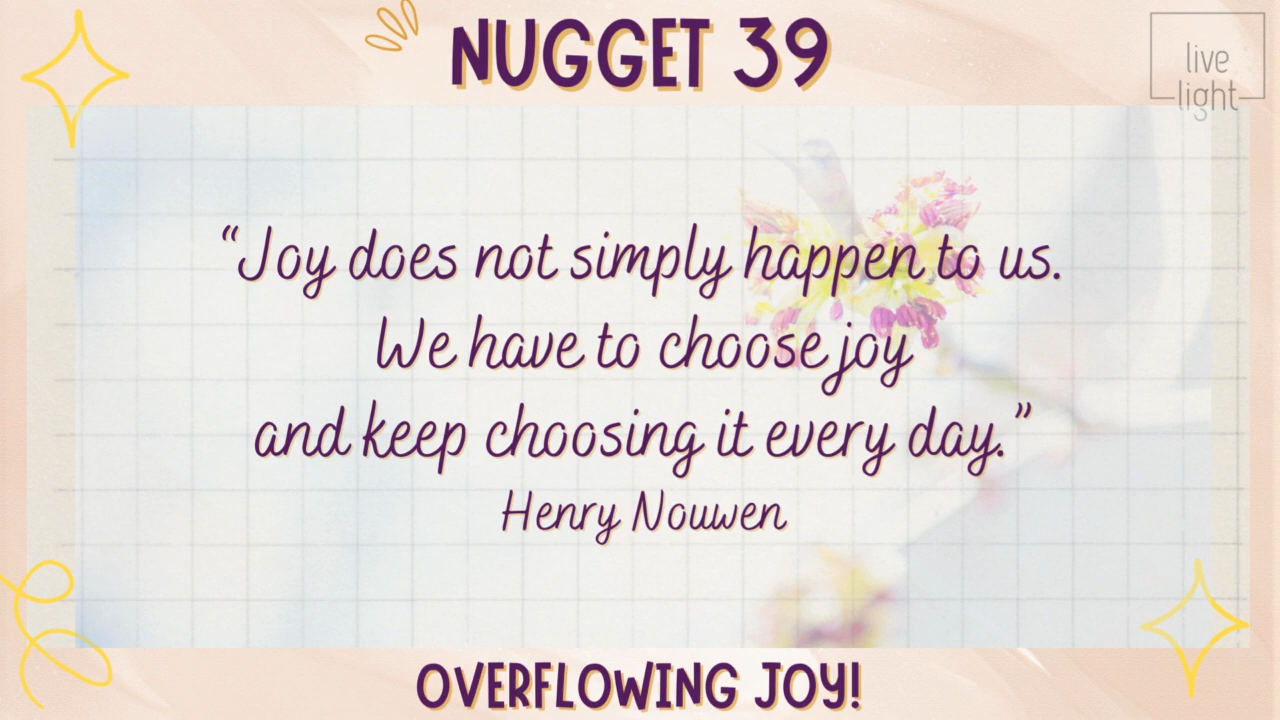 NUGGET 39
live
light
“Joy does not simply happen to us.
We have to choose joy
and keep choosing it every day.”
Henry Nouwen
OVERFLOWING JOY!